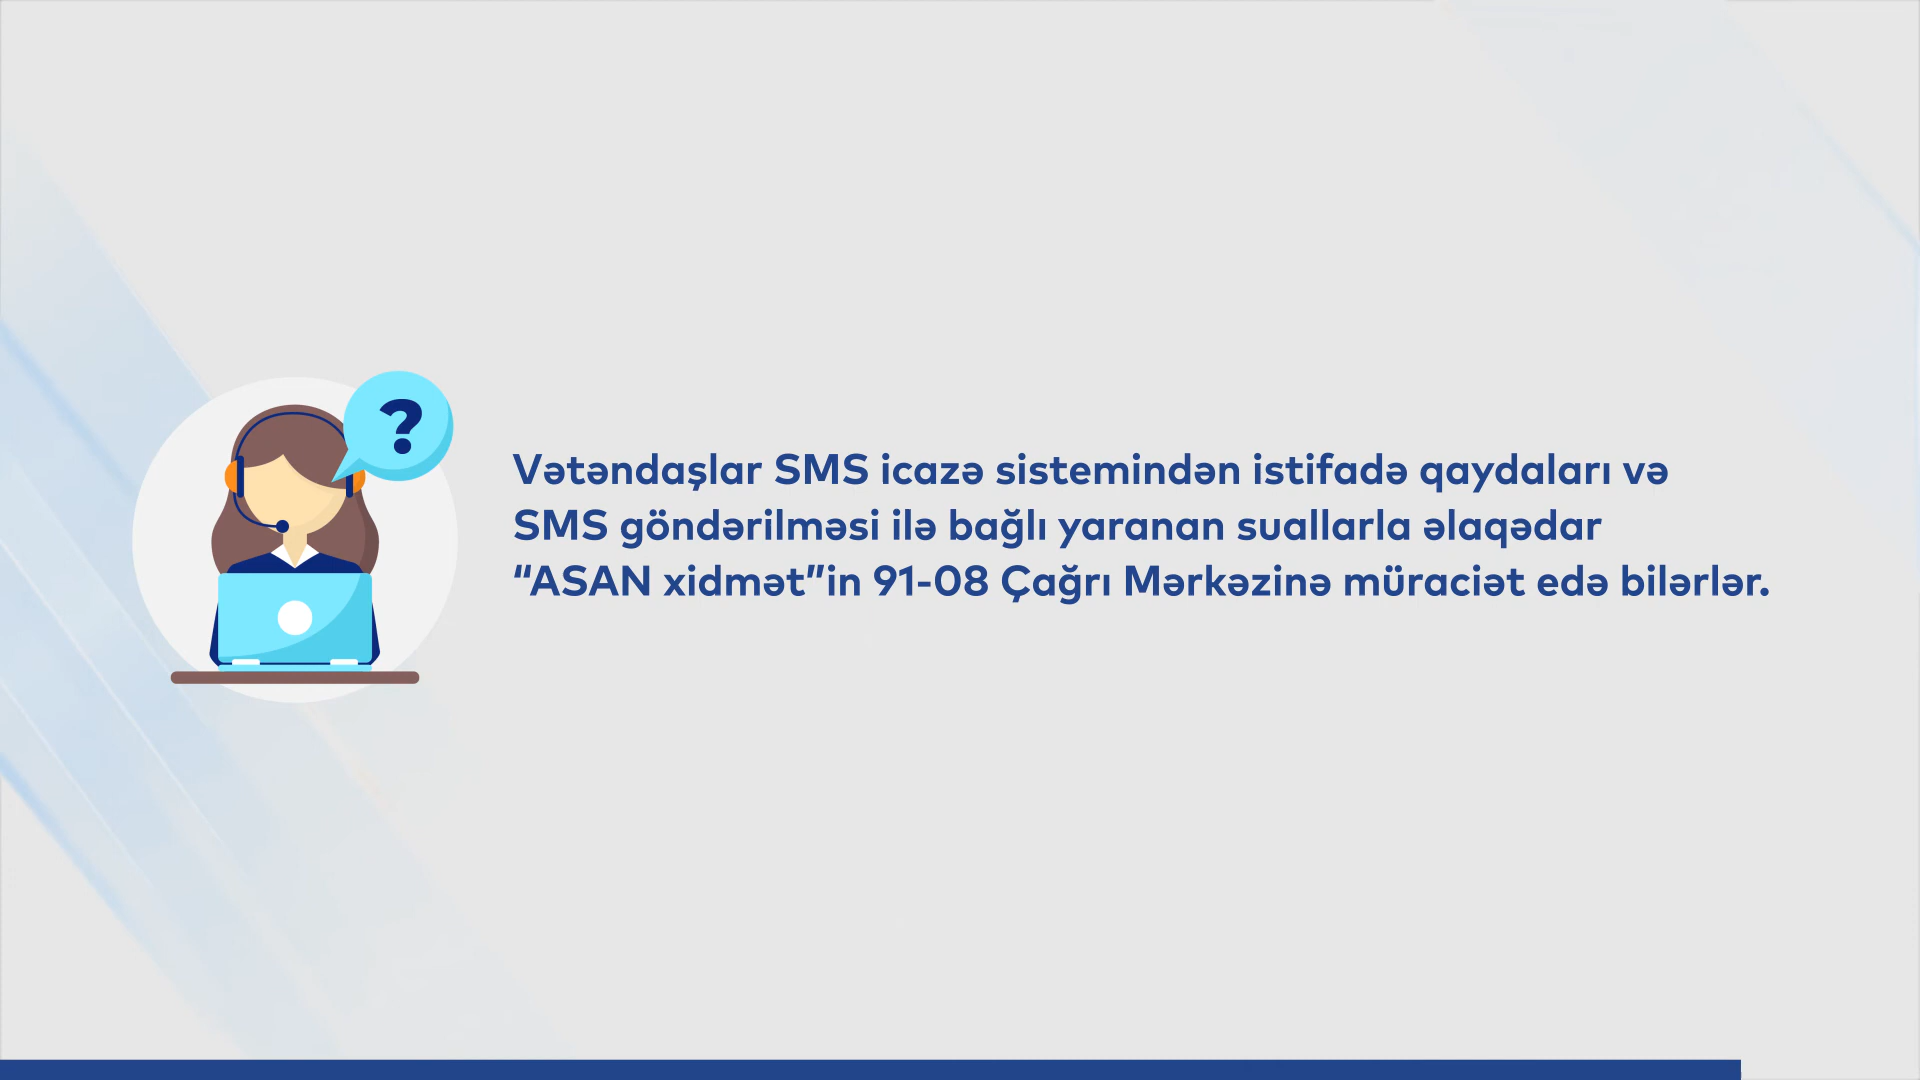 ?
Vətəndaşlar SMS icazə sistemindən istifadə qaydaları və
SMS göndərilməsi ilə bağlı yaranan suallarla əlaqədar
“ASAN xidmət”in 91-08 Çağrı Mərkəzinə müraciət edə bilərlər.